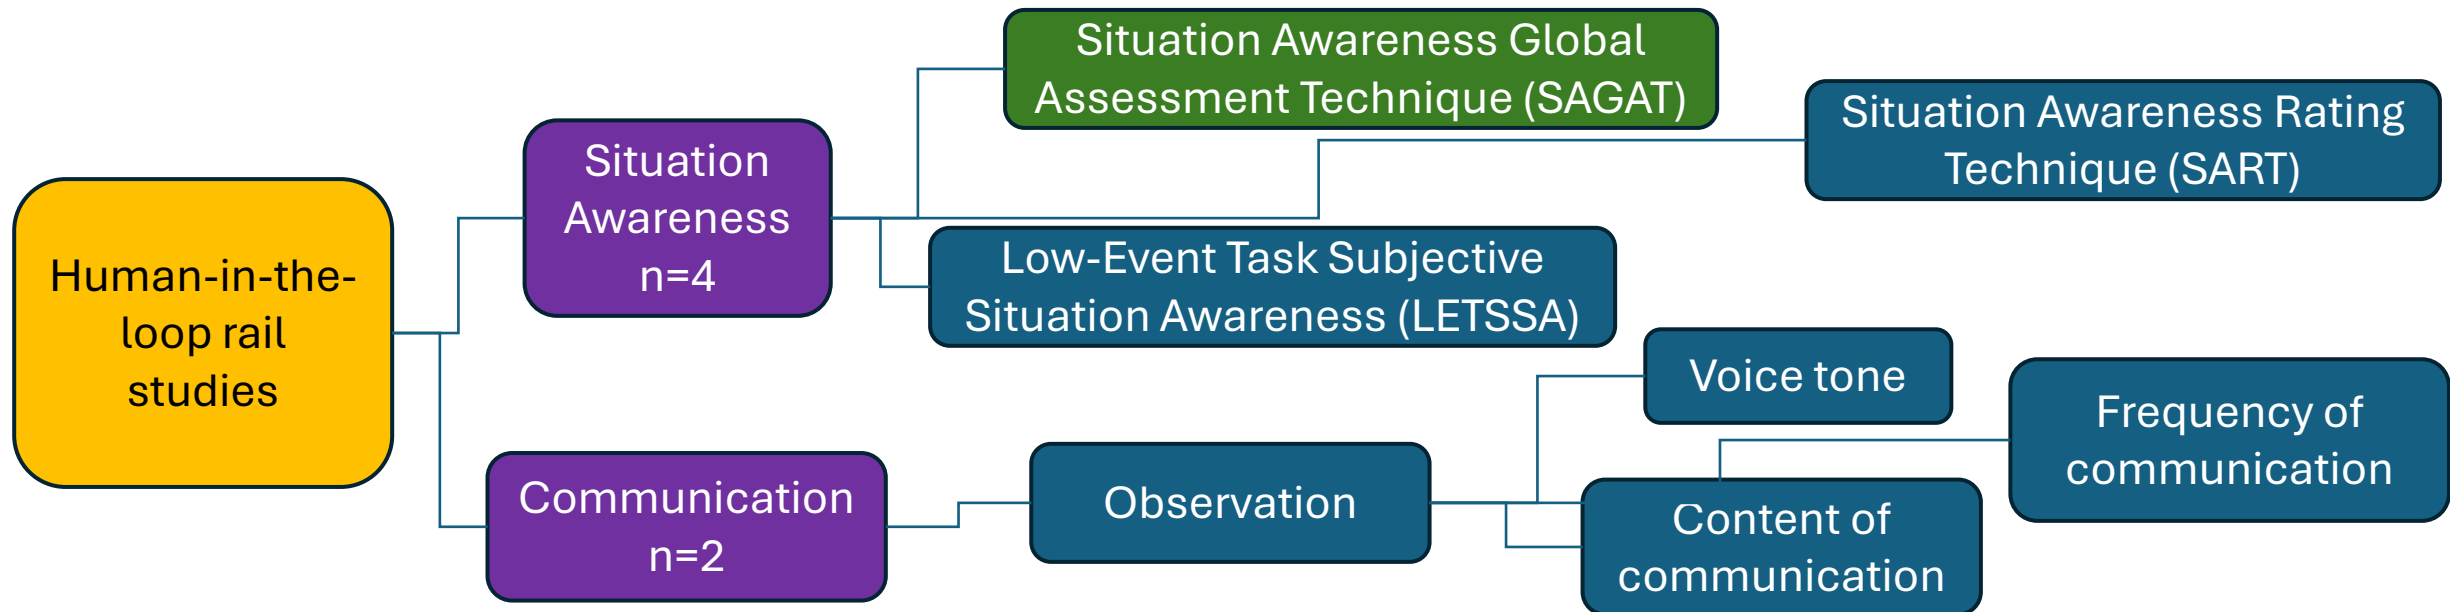 Human-in-the-
loop rail
studies
Situation
Awareness
n=4
Situation Awareness Global
Assessment Technique (SAGAT)
Situation Awareness Rating
Technique (SART)
Low-Event Task Subjective
Situation Awareness (LETSSA)
Communication
n=2
Observation
Voice tone
Content of
communication
Frequency of
communication